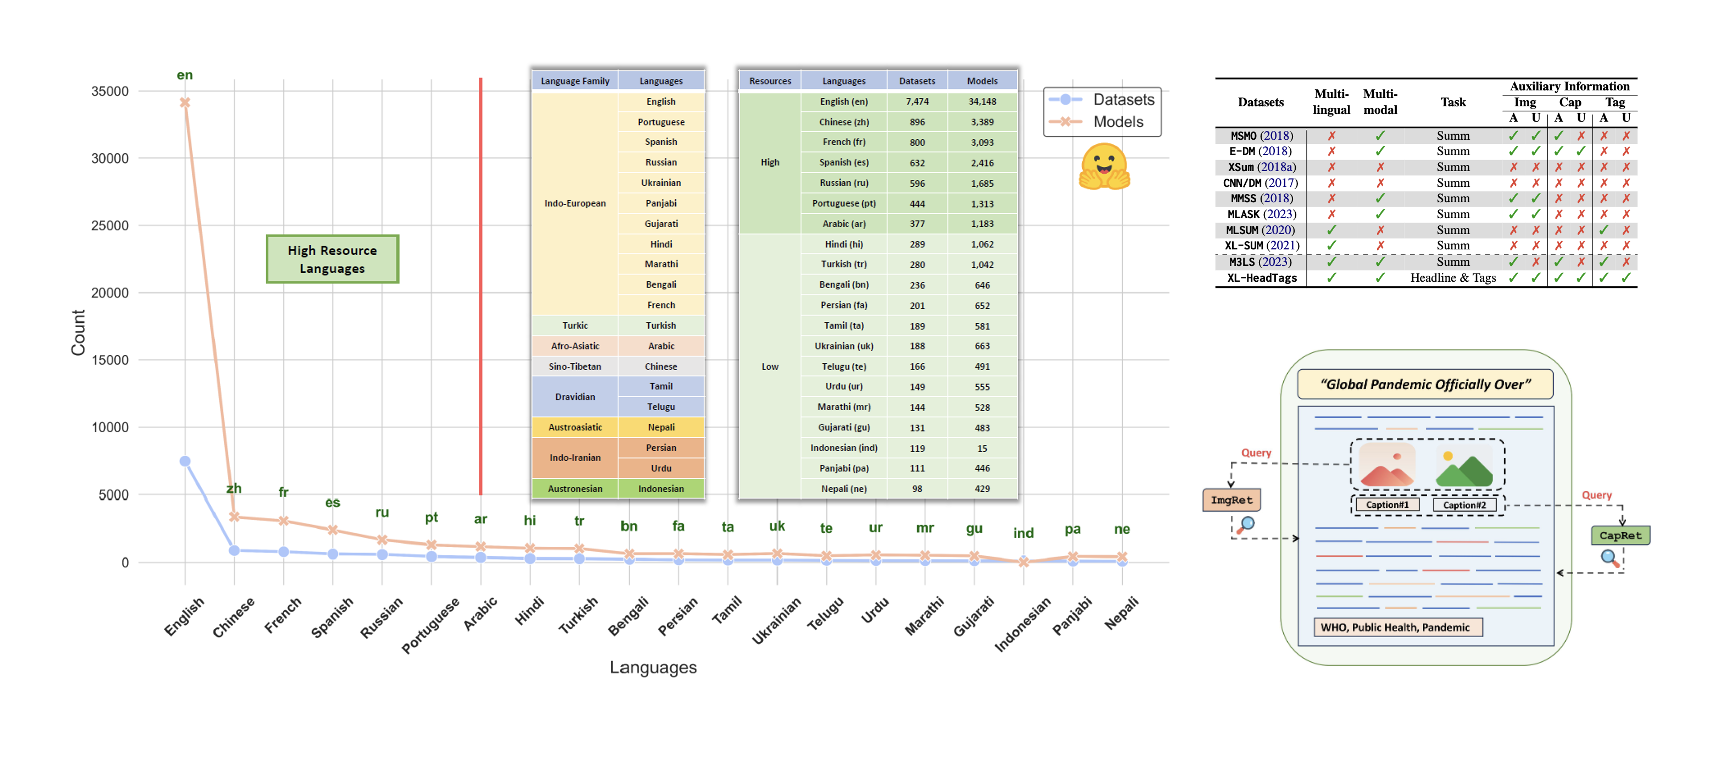 en
35000
30000
25000
20000
15000
10000
5000
0
Count
High Resource
Languages
zh
fr
es
ru
pt
ar
hi
tr
bn
fa
ta
uk
te
ur
mr
gu
ind
pa
ne
English
Chinese
French
Spanish
Russian
Portuguese
Arabic
Hindi
Turkish
Bengali
Persian
Tamil
Ukrainian
Telugu
Urdu
Marathi
Gujarati
Indonesian
Panjabi
Nepali
Languages
Language Family Languages
Indo-European
English
Portuguese
Spanish
Russian
Ukrainian
Panjabi
Gujarati
Hindi
Marathi
Bengali
French
Turkic Turkish
Afro-Asiatic Arabic
Sino-Tibetan Chinese
Dravidian
Tamil
Telugu
Austroasiatic Nepali
Indo-Iranian
Persian
Urdu
Austronesian Indonesian
Resources Languages Datasets Models
High
English (en) 7,474 34,148
Chinese (zh) 896 3,389
French (fr) 800 3,093
Spanish (es) 632 2,416
Russian (ru) 596 1,685
Portuguese (pt) 444 1,313
Arabic (ar) 377 1,183
Low
Hindi (hi) 289 1,062
Turkish (tr) 280 1,042
Bengali (bn) 236 646
Persian (fa) 201 652
Tamil (ta) 189 581
Ukrainian (uk) 188 663
Telugu (te) 166 491
Urdu (ur) 149 555
Marathi (mr) 144 528
Gujarati (gu) 131 483
Indonesian (ind) 119 15
Panjabi (pa) 111 446
Nepali (ne) 98 429
Datasets
Models
Datasets Multi-lingual Multi-modal Task Auxiliary Information
Img Cap Tag
A U A U A U
MSMO (2018) ✗ ✓ Summ ✓ ✓ ✓ ✗ ✗ ✗
E-DM (2018) ✗ ✓ Summ ✓ ✓ ✓ ✓ ✗ ✗
XSum (2018a) ✗ ✗ Summ ✗ ✗ ✗ ✗ ✗ ✗
CNN/DM (2017) ✗ ✗ Summ ✗ ✗ ✗ ✗ ✗ ✗
MMSS (2018) ✗ ✓ Summ ✓ ✓ ✗ ✗ ✗ ✗
MLASK (2023) ✗ ✓ Summ ✓ ✓ ✗ ✗ ✗ ✗
MLSUM (2020) ✓ ✗ Summ ✗ ✗ ✗ ✗ ✓ ✗
XL-SUM (2021) ✓ ✗ Summ ✗ ✗ ✗ ✗ ✗ ✗
M3LS (2023) ✓ ✓ Summ ✓ ✗ ✓ ✗ ✓ ✗
XL-HeadTags ✓ ✓ Headline & Tags ✓ ✓ ✓ ✓ ✓ ✓
“Global Pandemic Officially Over”
Query
ImgRet
Caption#1
Caption#2
Query
CapRet
WHO, Public Health, Pandemic